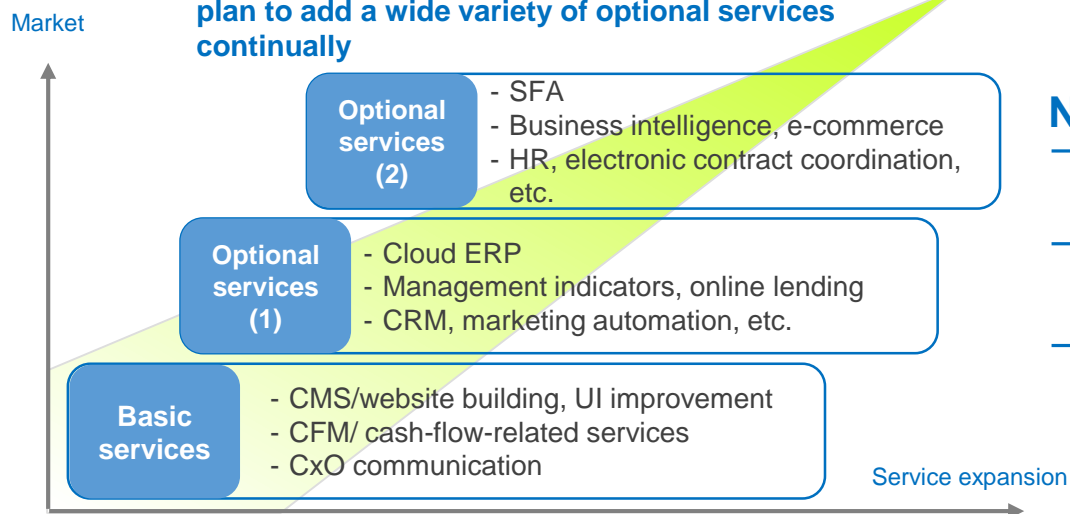 plan to add a wide variety of optional services
continually
Market
Optional
services
(2)
- SFA
- Business intelligence, e-commerce
- HR, electronic contract coordination,
etc.
N
Optional
services
(1)
- Cloud ERP
- Management indicators, online lending
- CRM, marketing automation, etc.
Basic
services
- CMS/website building, UI improvement
- CFM/ cash-flow-related services
- CxO communication
Service expansion